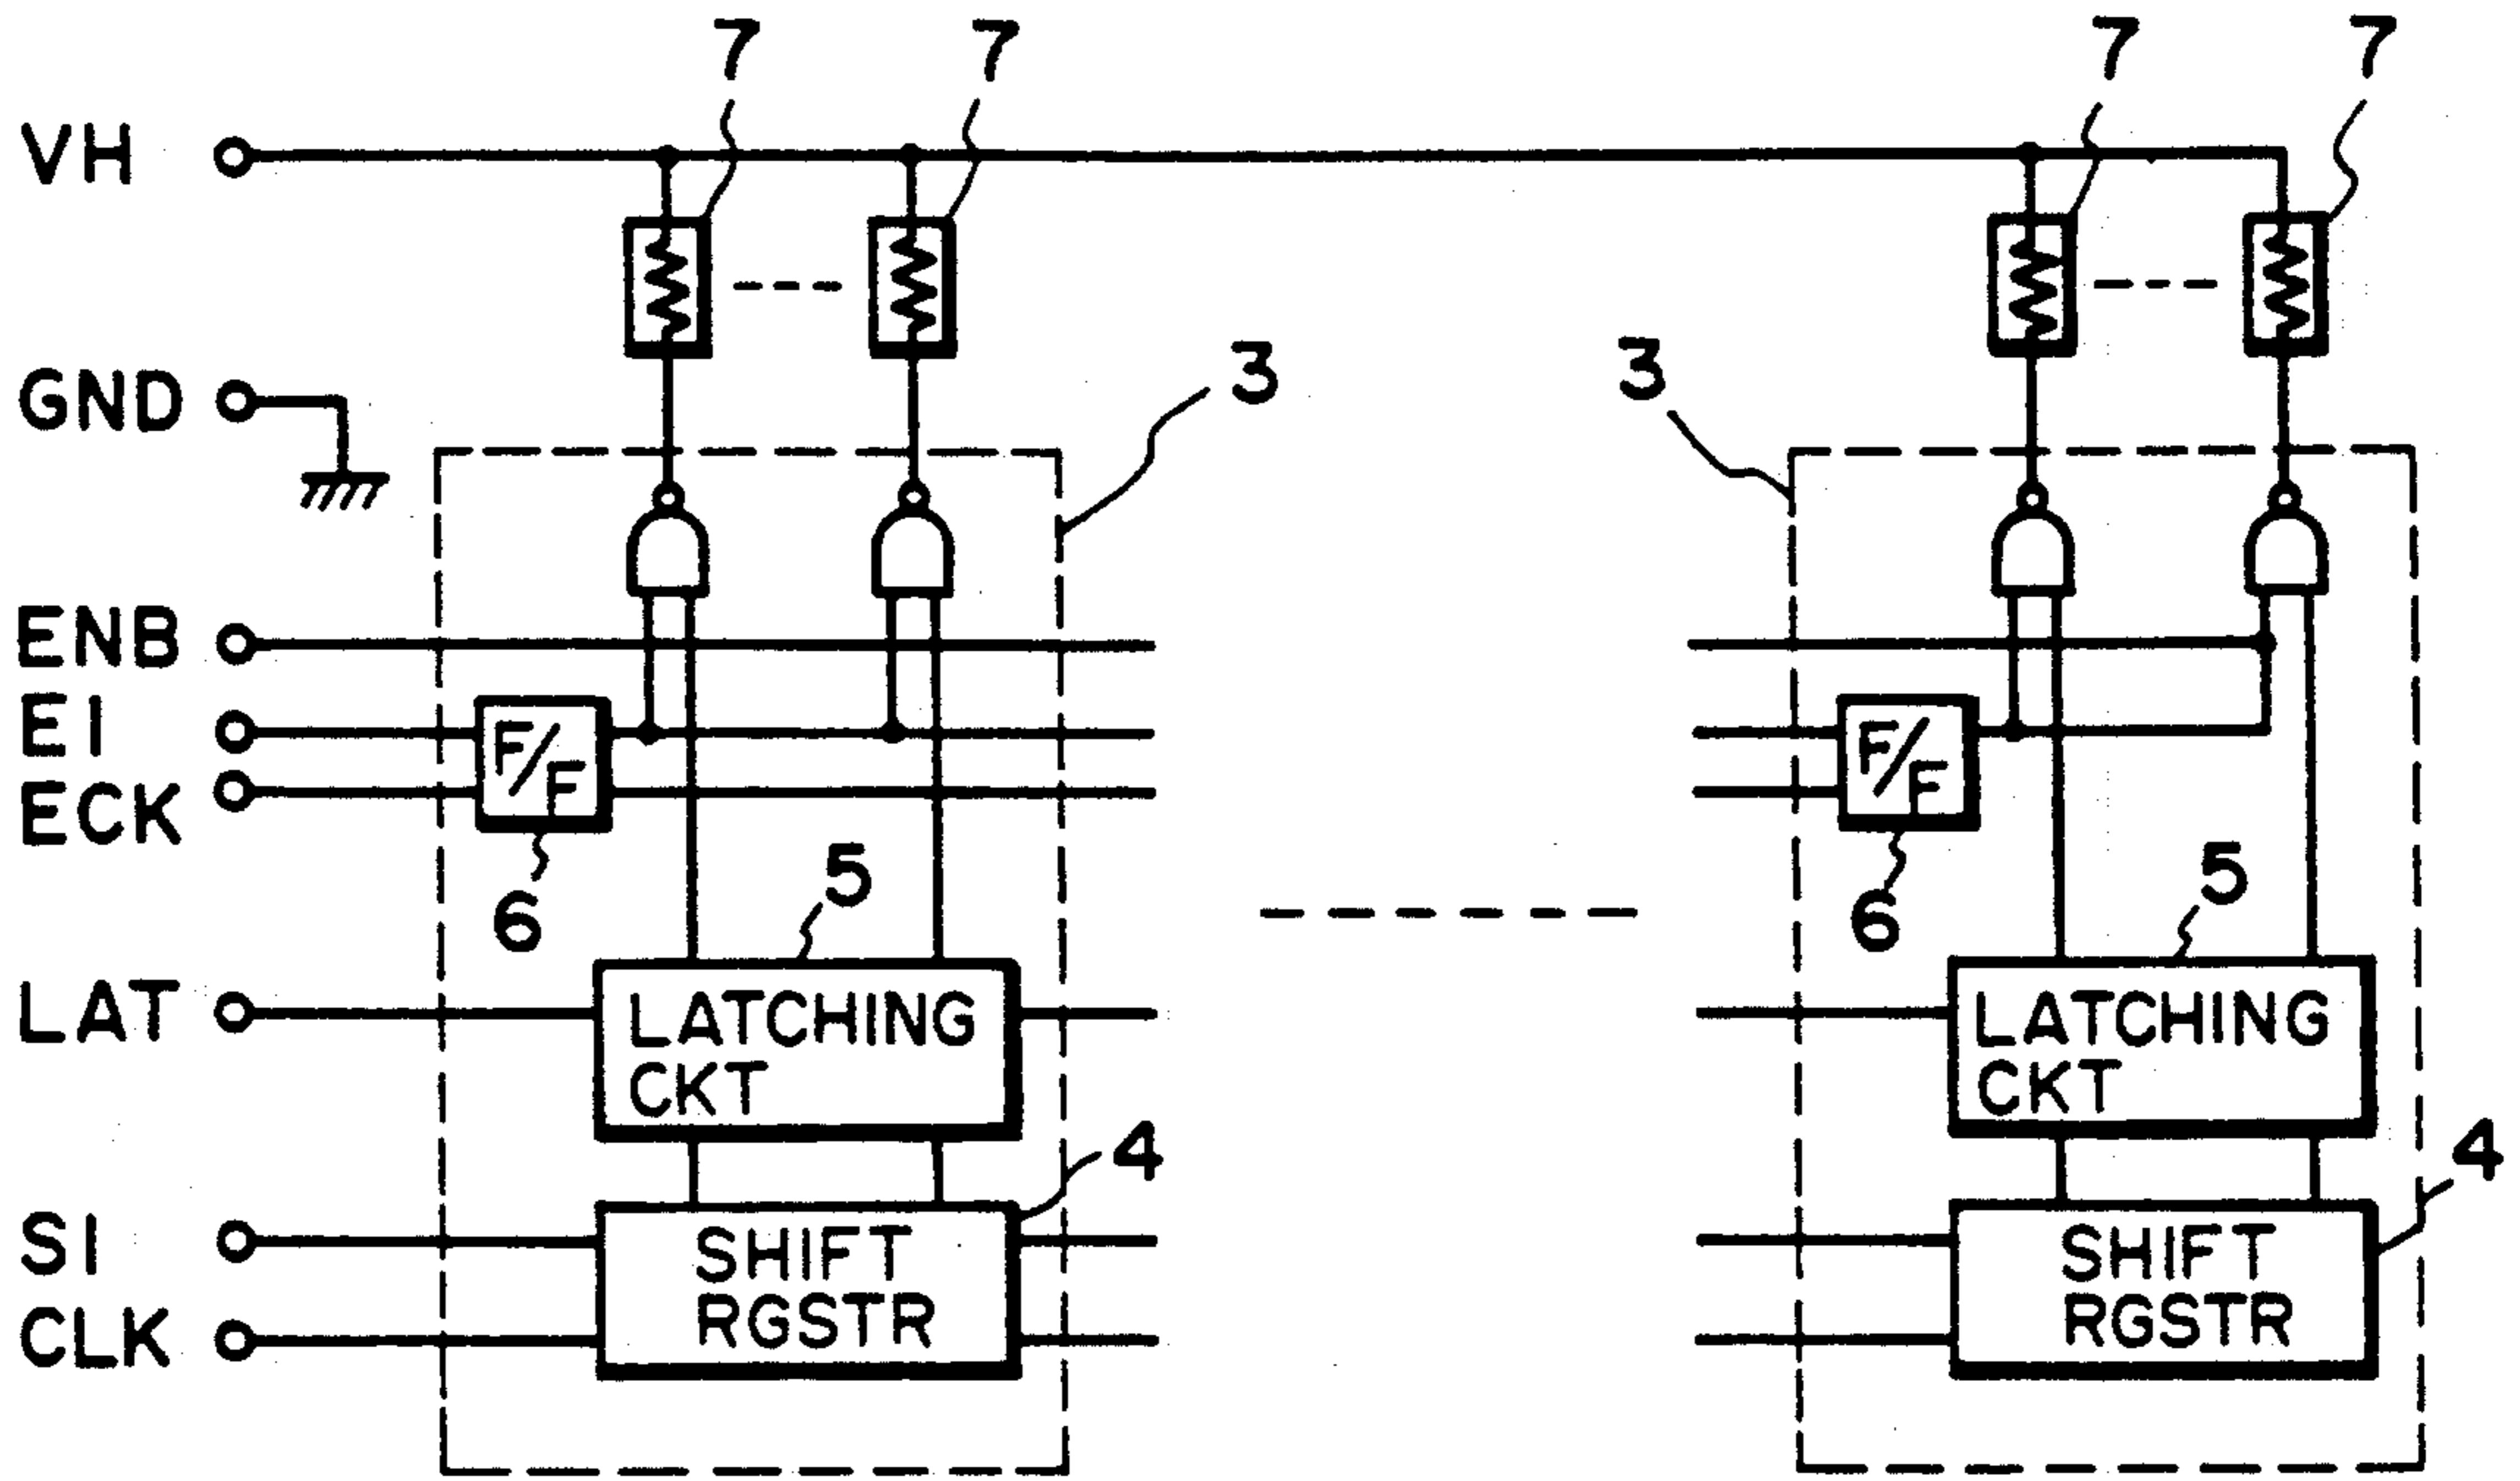 7 7 7 7
VH
GND
3 3
ENB
EI
F/F F/F
ECK
6 5 6 5
LAT
LATCHING
CKT
LATCHING
CKT
4 4
SI
SHIFT
RGSTR
SHIFT
RGSTR
CLK